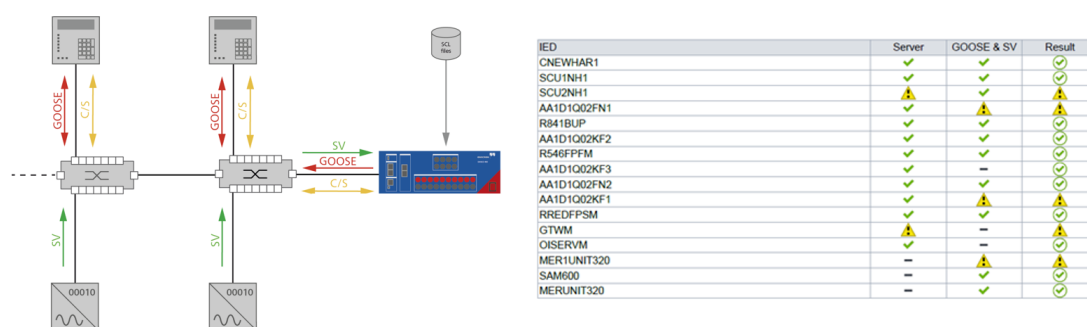 SCL
files
GOOSE
C/S
GOOSE
C/S
SV
GOOSE
C/S
SV
SV
00010
00010
IED Server GOOSE & SV Result
CNEWHAR1
SCU1NH1
SCU2NH1
AA1D1Q02FN1
R841BUP
AA1D1Q02KF2
R546FPFM
AA1D1Q02KF3
AA1D1Q02FN2
AA1D1Q02KF1
RREDFPSM
GTWM
OISERVM
MER1UNIT320
SAM600
MERUNIT320